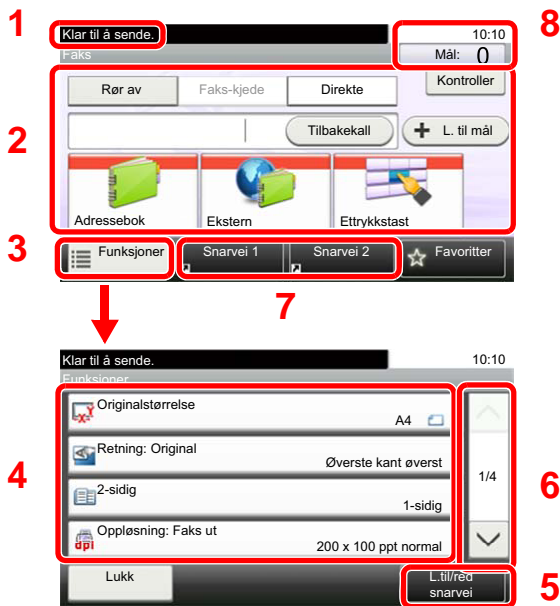 1
Klar til å sende.
10:10
8
Faks
Mål: 0
Rør av
Faks-kjede
Direkte
Kontroller
2
Tilbakekall
L. til mål
Adressebok
Ekstern
Ettrykkstast
3
Funksjoner
Snarvei 1
Snarvei 2
Favoritter
7
Klar til å sende.
10:10
Funksjoner
Originalstørrelse
A4
Retning: Original
Øverste kant øverst
4
1/4
6
2-sidig
1-sidig
Oppløsning: Faks ut
dpi
200 x 100 ppt normal
Lukk
L.til/red
snarvei
5